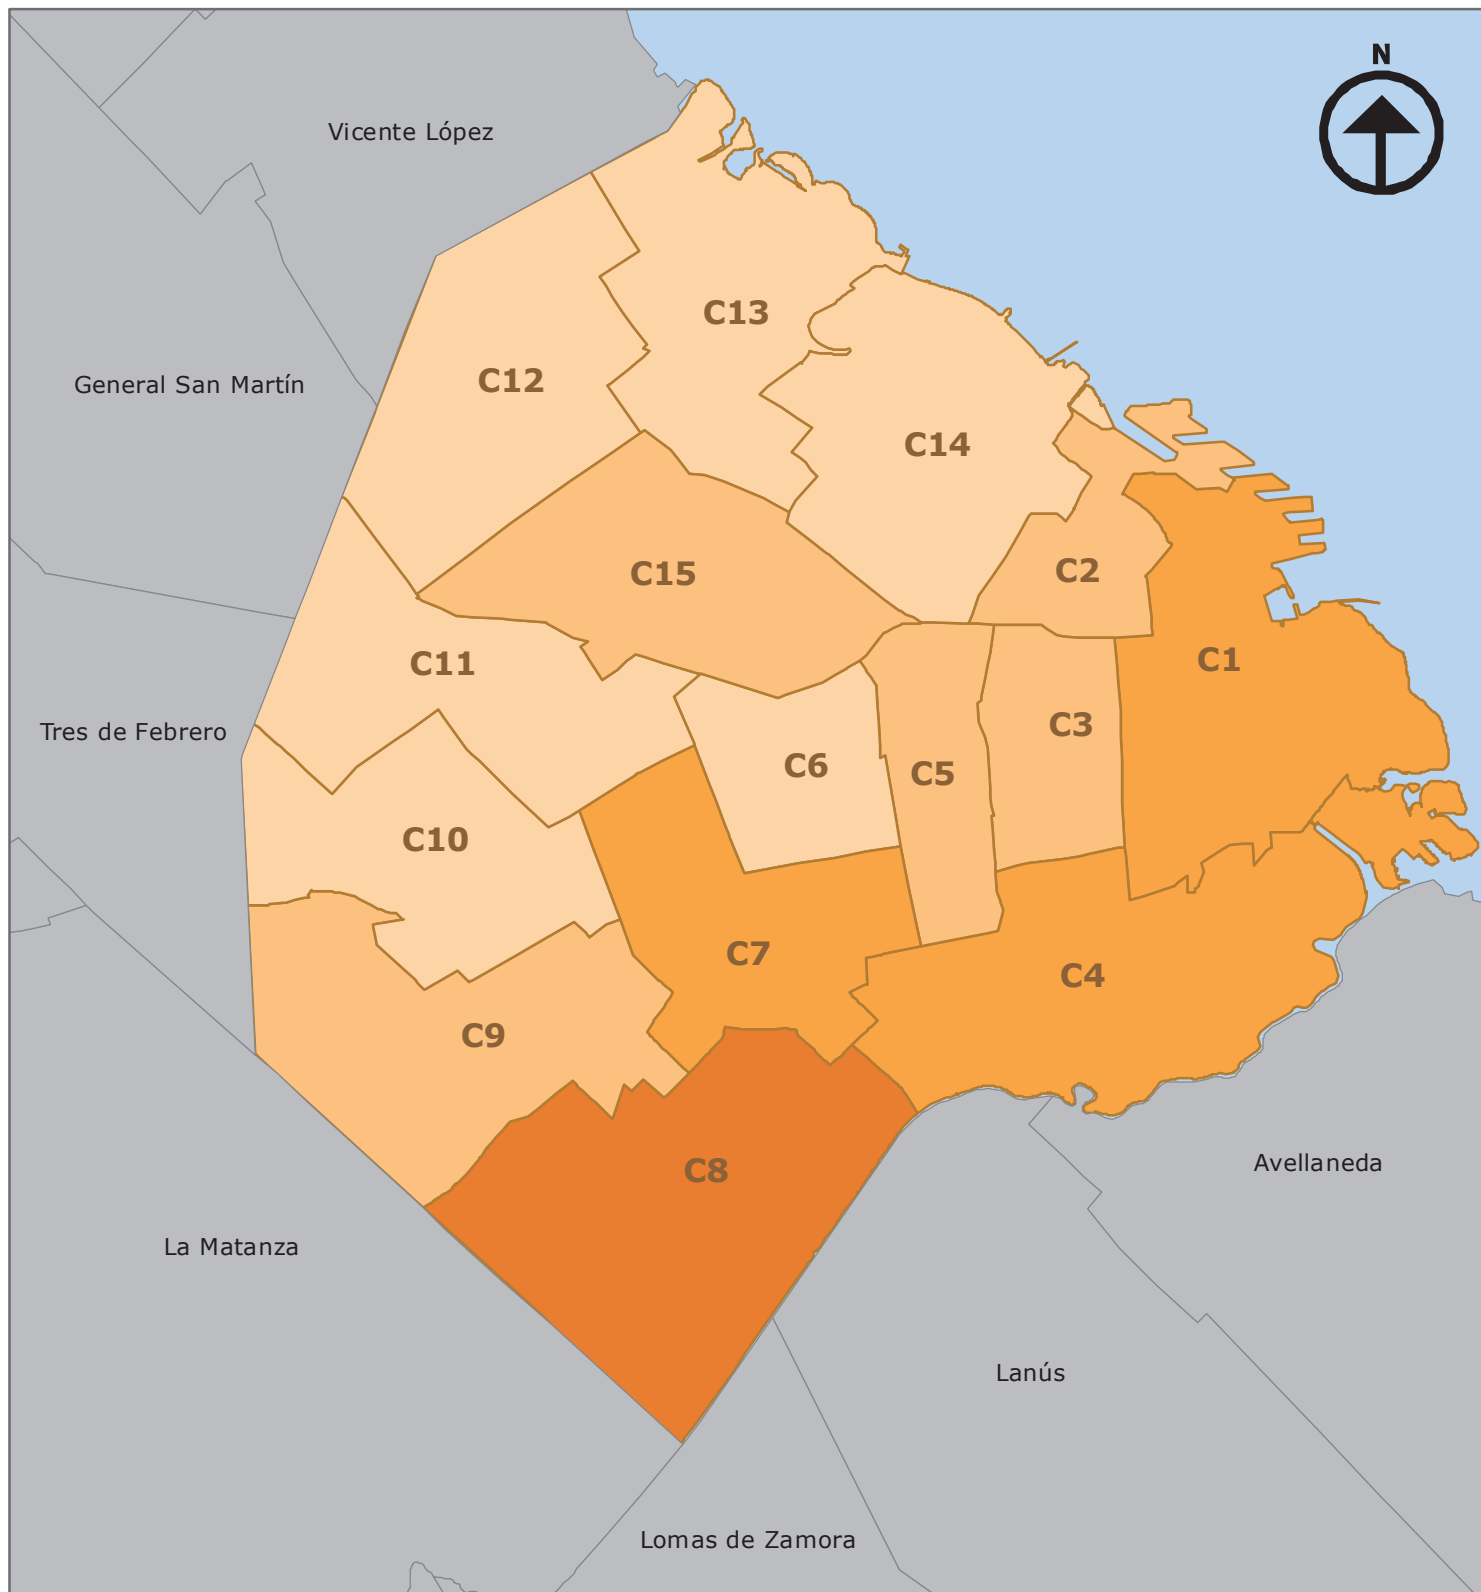 N
Vicente López
C13
C12
General San Martín
C14
C15
C2
C1
C11
C3
Tres de Febrero
C6
C5
C10
C7
C4
C9
Avellaneda
C8
La Matanza
Lanús
Lomas de Zamora